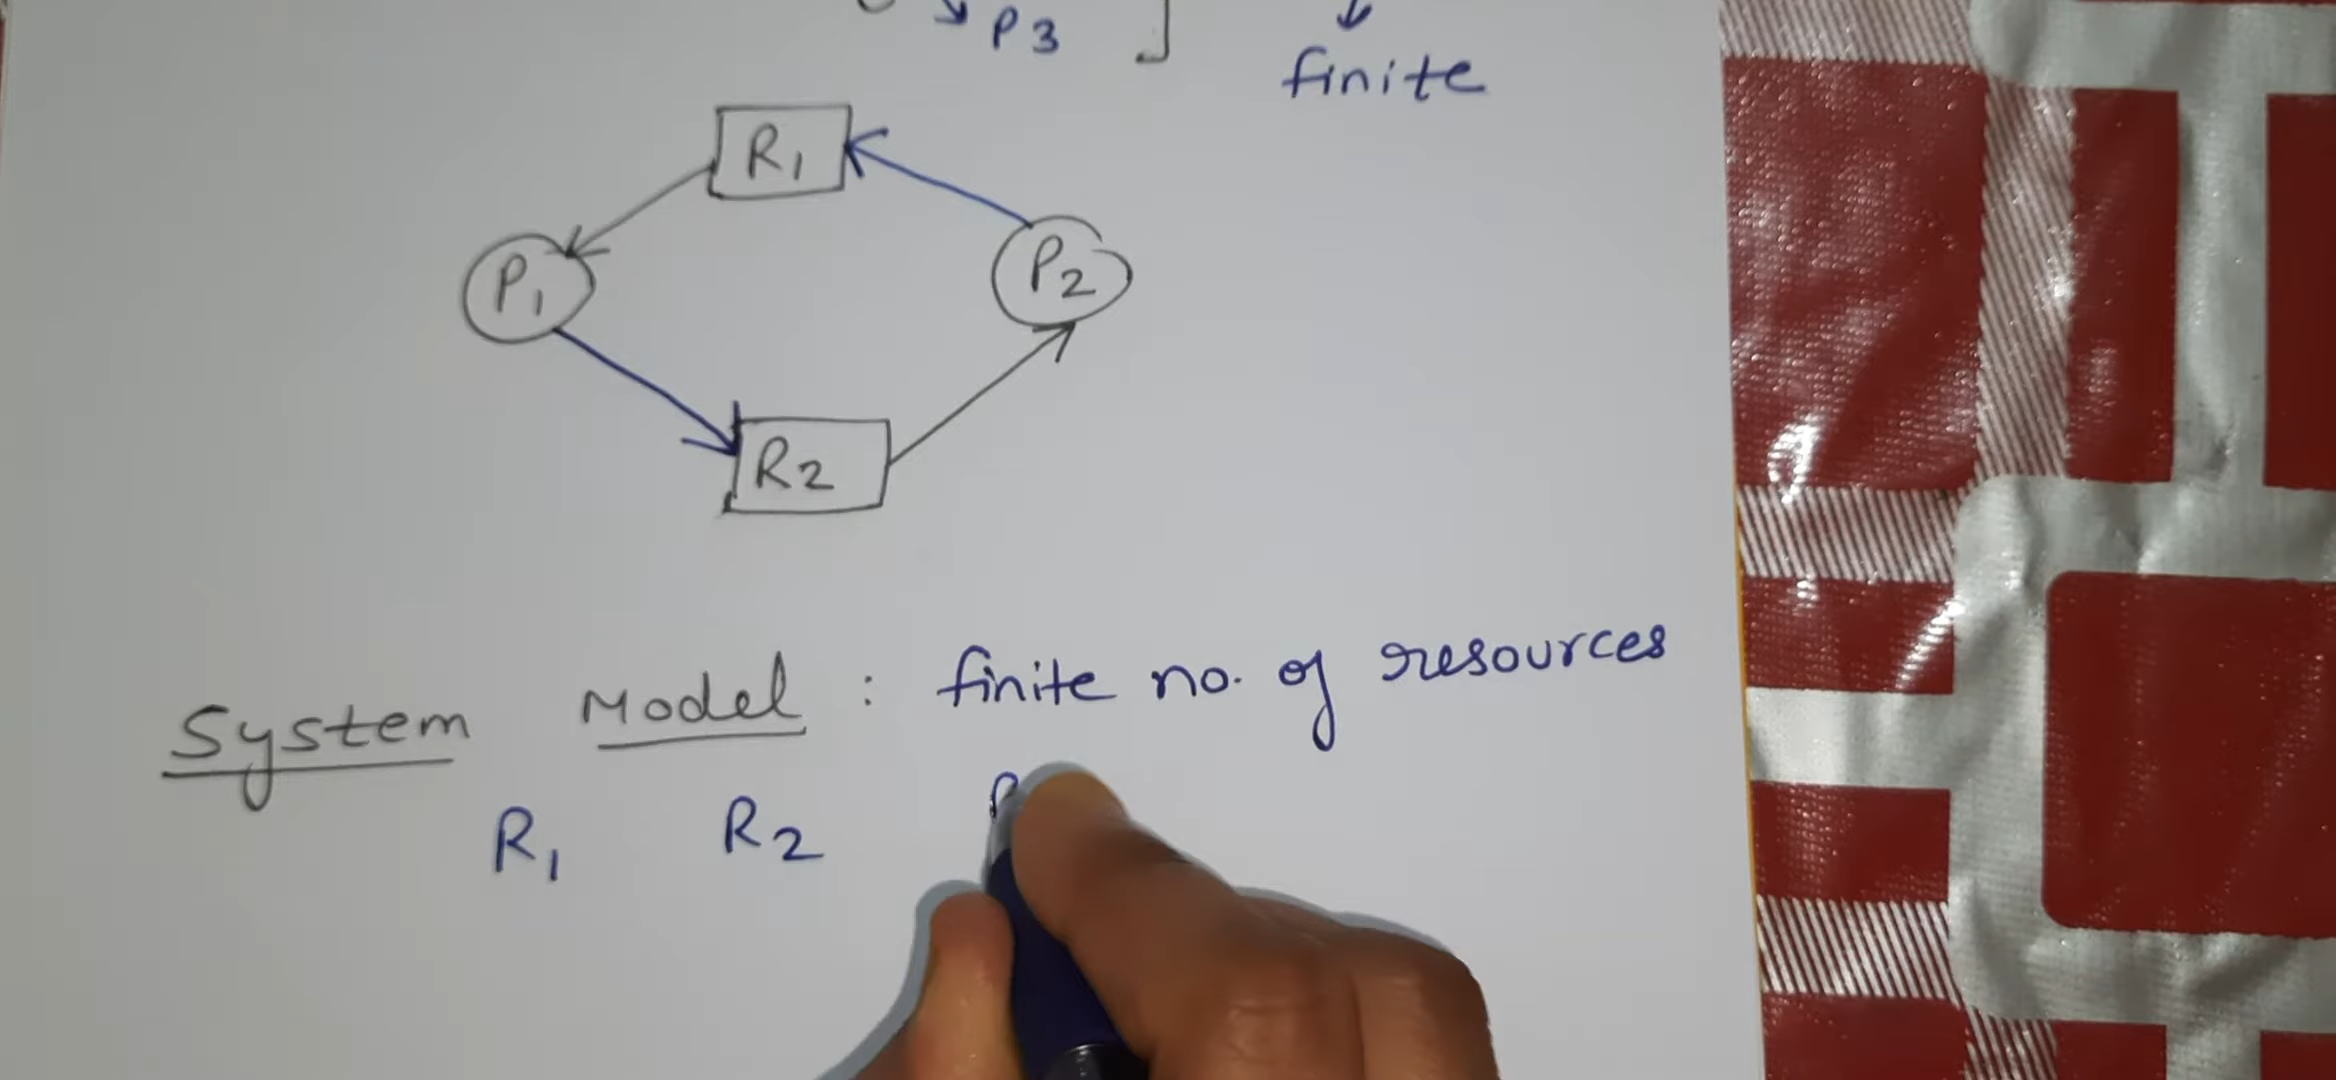 P3 ]
finite
R1
P1 P2
R2
System Model : finite no. of resources
R1 R2